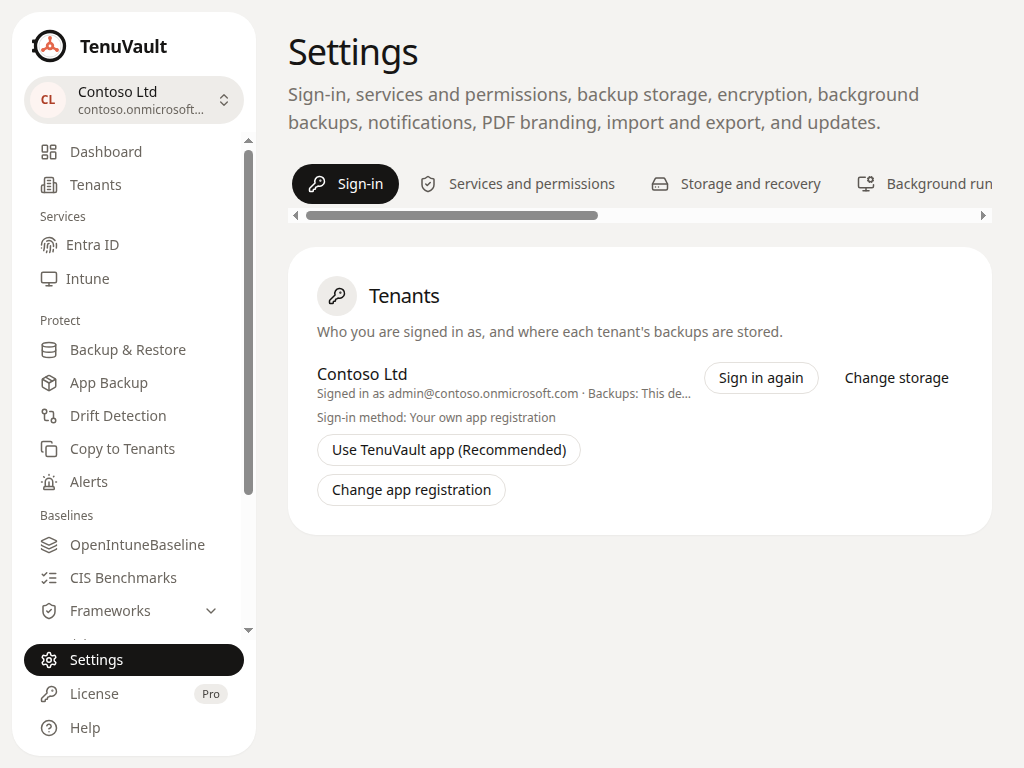 TenuVault
CL
Contoso Ltd
contoso.onmicrosoft...
Dashboard
Tenants
Services
Entra ID
Intune
Protect
Backup & Restore
App Backup
Drift Detection
Copy to Tenants
Alerts
Baselines
OpenIntuneBaseline
CIS Benchmarks
Frameworks
Settings
License
Pro
Help
Settings
Sign-in, services and permissions, backup storage, encryption, background
backups, notifications, PDF branding, import and export, and updates.
Sign-in
Services and permissions
Storage and recovery
Background run
Tenants
Who you are signed in as, and where each tenant's backups are stored.
Contoso Ltd
Signed in as admin@contoso.onmicrosoft.com · Backups: This de...
Sign in again
Change storage
Sign-in method: Your own app registration
Use TenuVault app (Recommended)
Change app registration